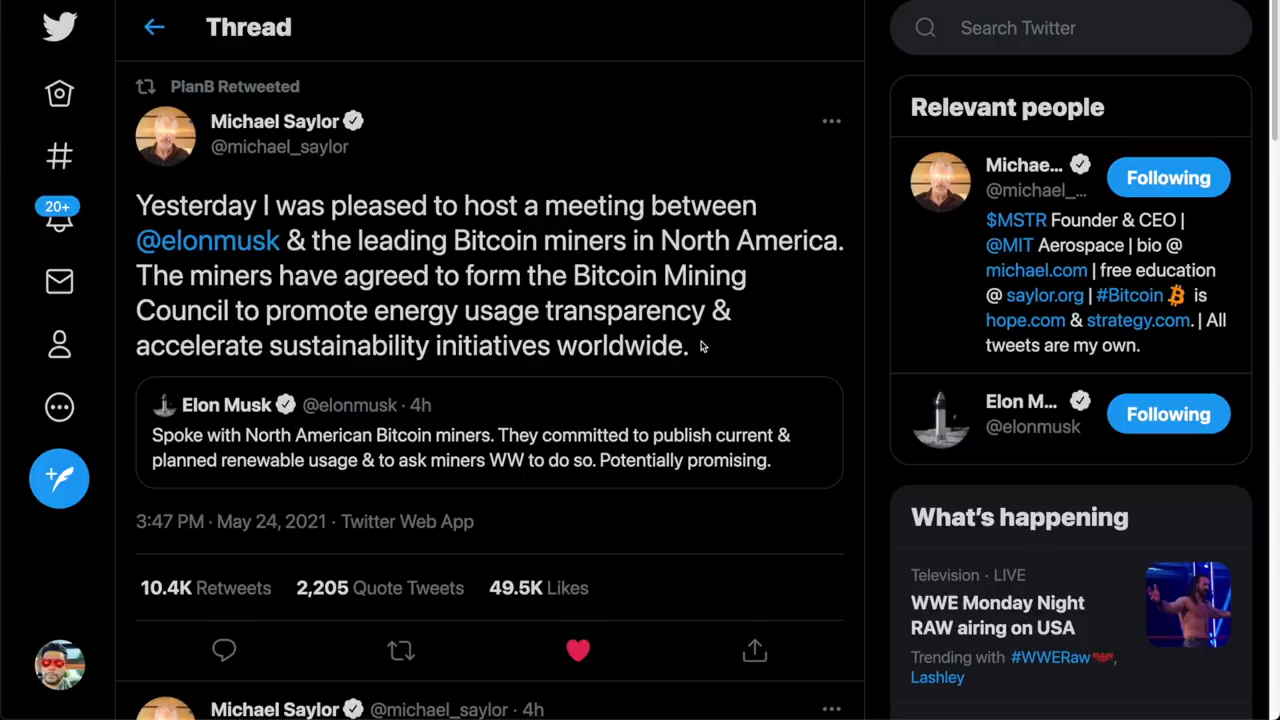 Thread
PlanB Retweeted
Michael Saylor
@michael_saylor
Yesterday I was pleased to host a meeting between
@elonmusk & the leading Bitcoin miners in North America.
The miners have agreed to form the Bitcoin Mining
Council to promote energy usage transparency &
accelerate sustainability initiatives worldwide.
Elon Musk @elonmusk · 4h
Spoke with North American Bitcoin miners. They committed to publish current &
planned renewable usage & to ask miners WW to do so. Potentially promising.
3:47 PM · May 24, 2021 · Twitter Web App
10.4K Retweets 2,205 Quote Tweets 49.5K Likes
Michael Saylor @michael_saylor · 4h
20+
Search Twitter
Relevant people
Michae...
@michael_...
Following
$MSTR Founder & CEO |
@MIT Aerospace | bio @
michael.com | free education
@ saylor.org | #Bitcoin is
hope.com & strategy.com. | All
tweets are my own.
Elon M...
@elonmusk
Following
What's happening
Television · LIVE
WWE Monday Night
RAW airing on USA
Trending with #WWERaw,
Lashley